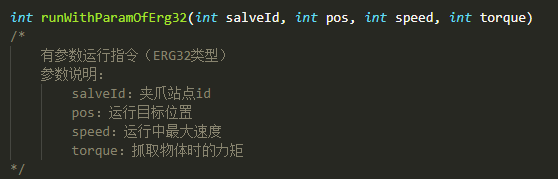 int runWithParamOfErg32(int salveId, int pos, int speed, int torque)
/*
有参数运行指令（ERG32类型）
参数说明:
salveId: 夹爪站点id
pos: 运行目标位置
speed: 运行中最大速度
torque: 抓取物体时的力矩
*/